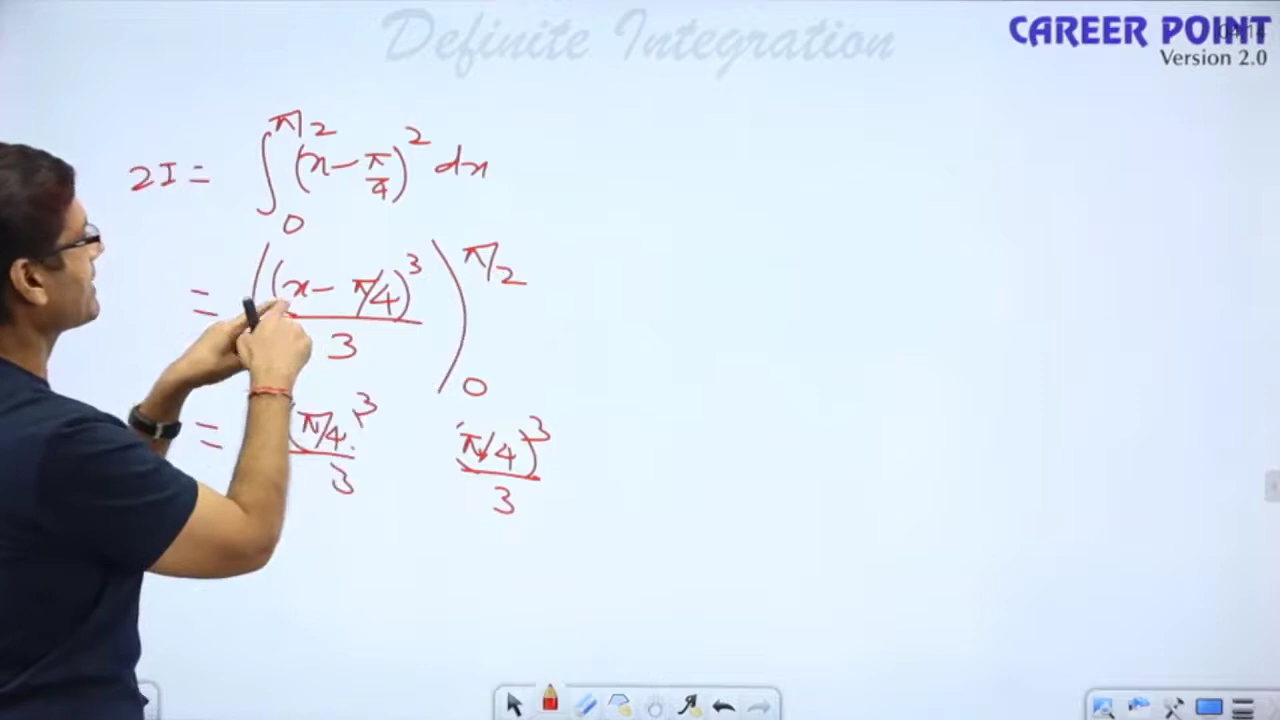 Definite Integration
CAREER POINT
Version 2.0
2I = ∫₀^{π/2} (x − π/4)² dx
= ( (x − π/4)³ / 3 )₀^{π/2}
= (π/4)³ / 3   (π/4)³ / 3